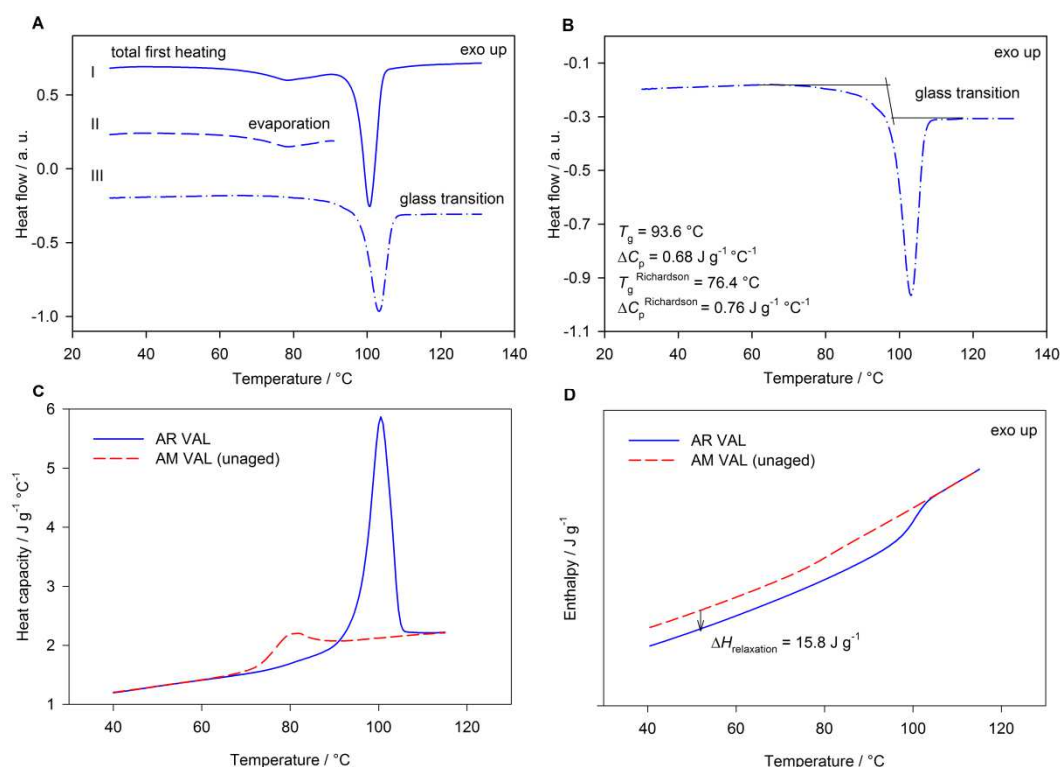 A
total first heating
exo up
I
II
evaporation
III
glass transition
0.5
0.0
-0.5
-1.0
Heat flow / a. u.
20 40 60 80 100 120 140
Temperature / °C
B
exo up
glass transition
-0.1
-0.3
-0.5
-0.7
-0.9
-1.1
Heat flow / a. u.
Tg = 93.6 °C
ΔCp = 0.68 J g⁻¹ °C⁻¹
Tg Richardson = 76.4 °C
ΔCp Richardson = 0.76 J g⁻¹ °C⁻¹
20 40 60 80 100 120 140
Temperature / °C
C
AR VAL
AM VAL (unaged)
6
5
4
3
2
1
Heat capacity / J g⁻¹ °C⁻¹
40 60 80 100 120
Temperature / °C
D
exo up
AR VAL
AM VAL (unaged)
Enthalpy / J g⁻¹
ΔHrelaxation = 15.8 J g⁻¹
40 60 80 100 120
Temperature / °C